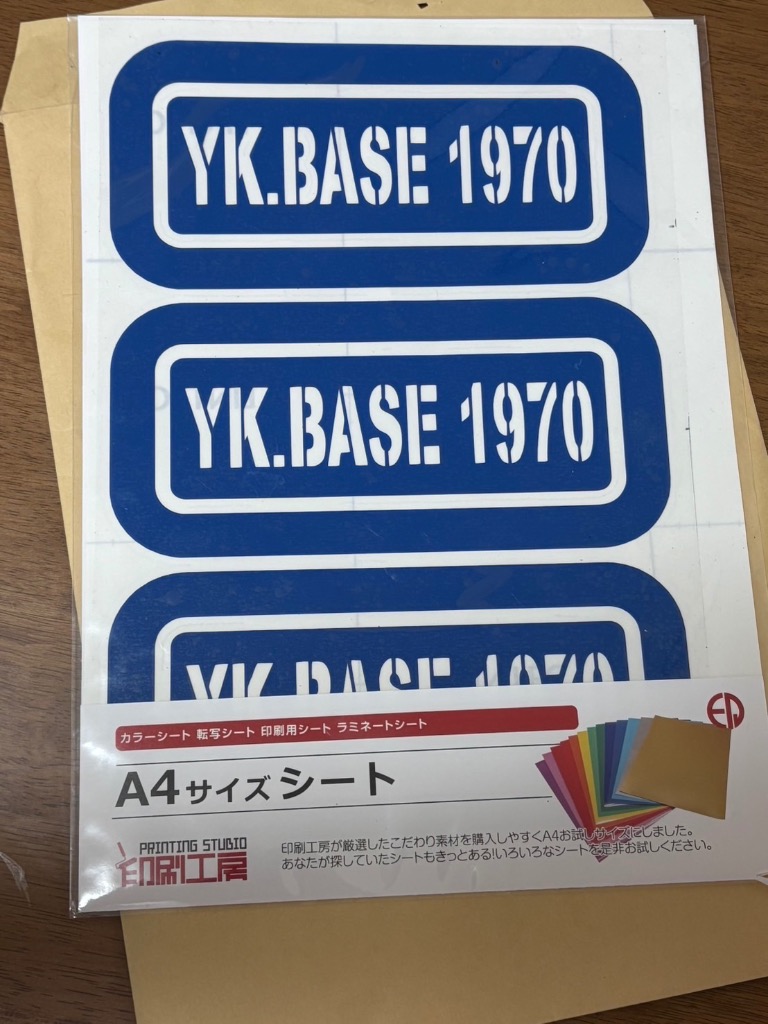 YK.BASE 1970
YK.BASE 1970
YK.BASE 1970
カラーシート 転写シート 印刷用シート ラミネートシート
A4サイズ シート
PRINTING STUDIO
印刷工房
印刷工房が厳選したこだわり素材を購入しやすくA4お試しサイズにしました。
あなたが探していたシートもきっとある!いろいろなシートを是非お試しください。